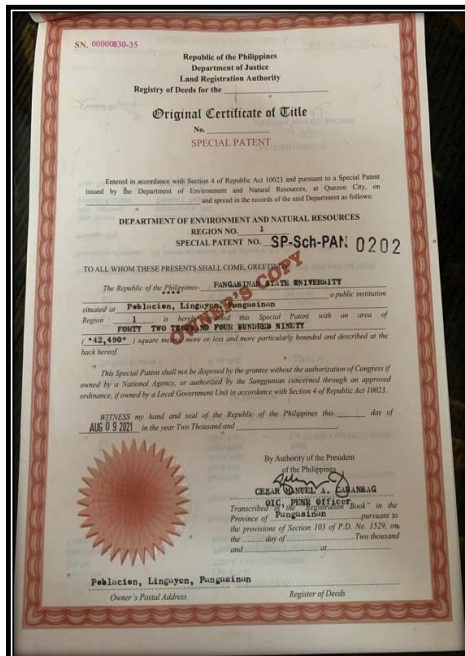 SN. 00000830-35
Republic of the Philippines
Department of Justice
Land Registration Authority
Registry of Deeds for the
Original Certificate of Title
No.
SPECIAL PATENT
Entered in accordance with Section 4 of Republic Act 10023 and pursuant to a Special Patent
issued by the Department of Environment and Natural Resources, at Quezon City, on
and spread in the records of the said Department as follows:
DEPARTMENT OF ENVIRONMENT AND NATURAL RESOURCES
REGION NO. 1
SPECIAL PATENT NO. SP-Sch-PAN 0202
TO ALL WHOM THESE PRESENTS SHALL COME, GREETINGS:
OWNER'S COPY
The Republic of the Philippines PANGASINAN STATE UNIVERSITY
a public institution
situated at Poblacion, Lingayen, Pangasinan
Region 1 is hereby this Special Patent with an area of
FORTY TWO THOUSAND FOUR HUNDRED NINETY
( *42,490* ) square more or less and more particularly bounded and described at the
back hereof.
This Special Patent shall not be disposed by the grantee without the authorization of Congress if
owned by a National Agency, or authorized by the Sanggunian concerned through an approved
ordinance, if owned by a Local Government Unit in accordance with Section 4 of Republic Act 10023.
WITNESS my hand and seal of the Republic of the Philippines this day of
AUG 09 2021 in the year Two Thousand and
By Authority of the President
of the Philippines
CEZAR MANUEL A. CABANSAG
OIC, PENR Officer
Transcribed in the "Registration Book" in the
Province of Pangasinan pursuant to
the provisions of Section 103 of P.D. No. 1529, on
the day of Two thousand
and at
Poblacion, Lingayen, Pangasinan
Owner's Postal Address
Register of Deeds